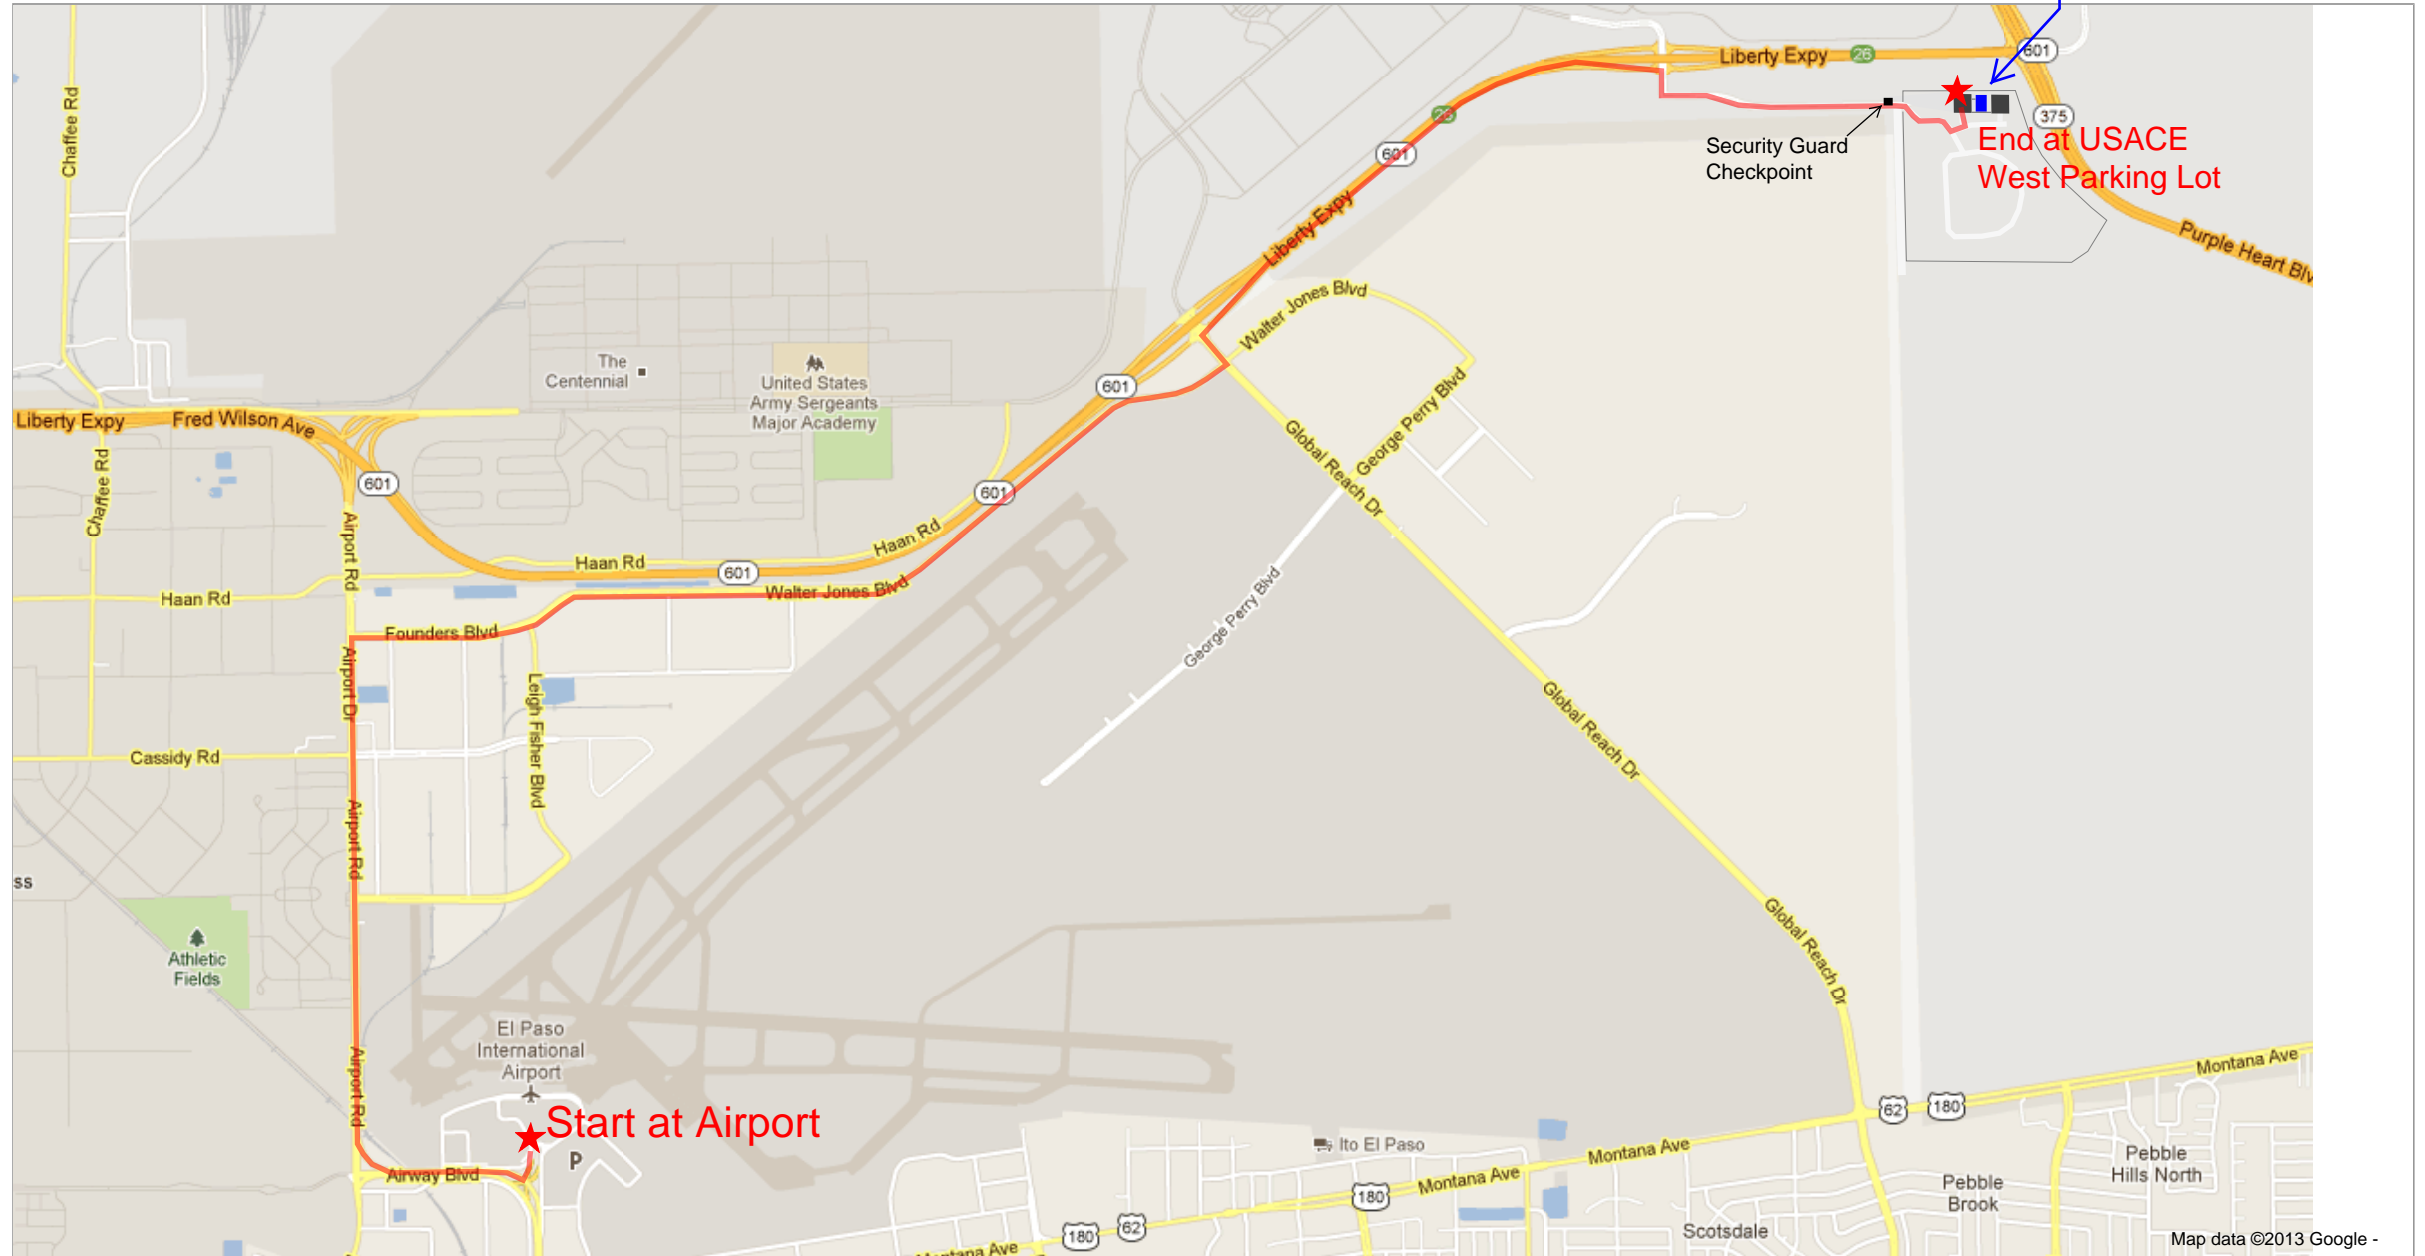 Liberty Expy
26
601
Chaffee Rd
375
Security Guard
Checkpoint
End at USACE
West Parking Lot
26
601
Liberty Expy
Purple Heart Blv
Walter Jones Blvd
The
Centennial
United States
Army Sergeants
Major Academy
601
George Perry Blvd
Liberty Expy
Fred Wilson Ave
Chaffee Rd
601
601
Global Reach Dr
Airport Rd
Haan Rd
Haan Rd
601
Walter Jones Blvd
Haan Rd
George Perry Blvd
Founders Blvd
Airport Dr
Leigh Fisher Blvd
Global Reach Dr
Cassidy Rd
Airport Rd
ss
Global Reach Dr
Athletic
Fields
El Paso
International
Airport
Airport Rd
Montana Ave
62
180
Start at Airport
P
Airway Blvd
Ito El Paso
Montana Ave
Montana Ave
180
Pebble
Hills North
Pebble
Brook
Scotsdale
180
62
Montana Ave
Map data ©2013 Google -